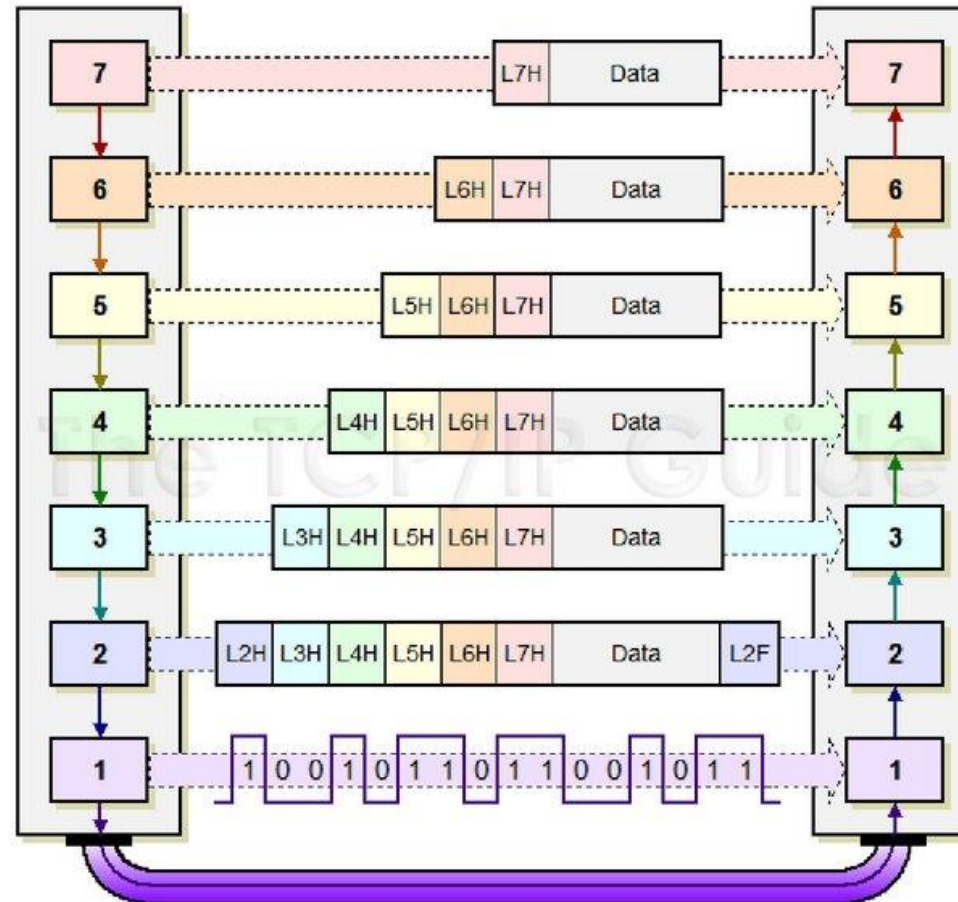 7 L7H Data 7
6 L6H L7H Data 6
5 L5H L6H L7H Data 5
4 L4H L5H L6H L7H Data 4
The TCP/IP Guide
3 L3H L4H L5H L6H L7H Data 3
2 L2H L3H L4H L5H L6H L7H Data L2F 2
1 1 0 0 1 0 1 1 0 1 1 0 0 1 0 1 1 1